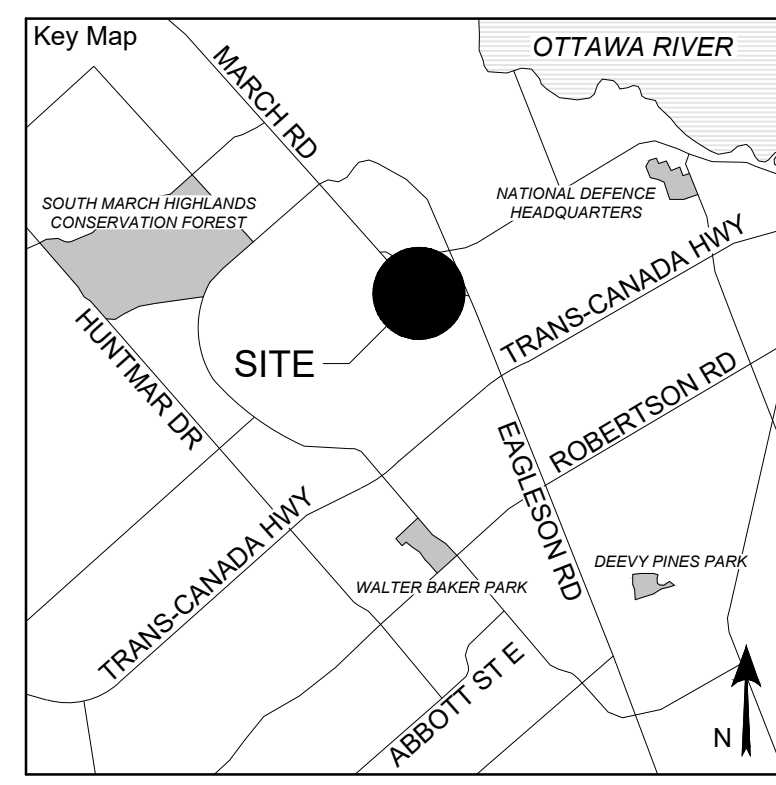 Key Map
OTTAWA RIVER
MARCH RD
SOUTH MARCH HIGHLANDS
CONSERVATION FOREST
NATIONAL DEFENCE
HEADQUARTERS
TRANS-CANADA HWY
HUNTMAR DR
SITE
ROBERTSON RD
EAGLESON RD
TRANS-CANADA HWY
DEEVY PINES PARK
WALTER BAKER PARK
ABBOTT ST E
N